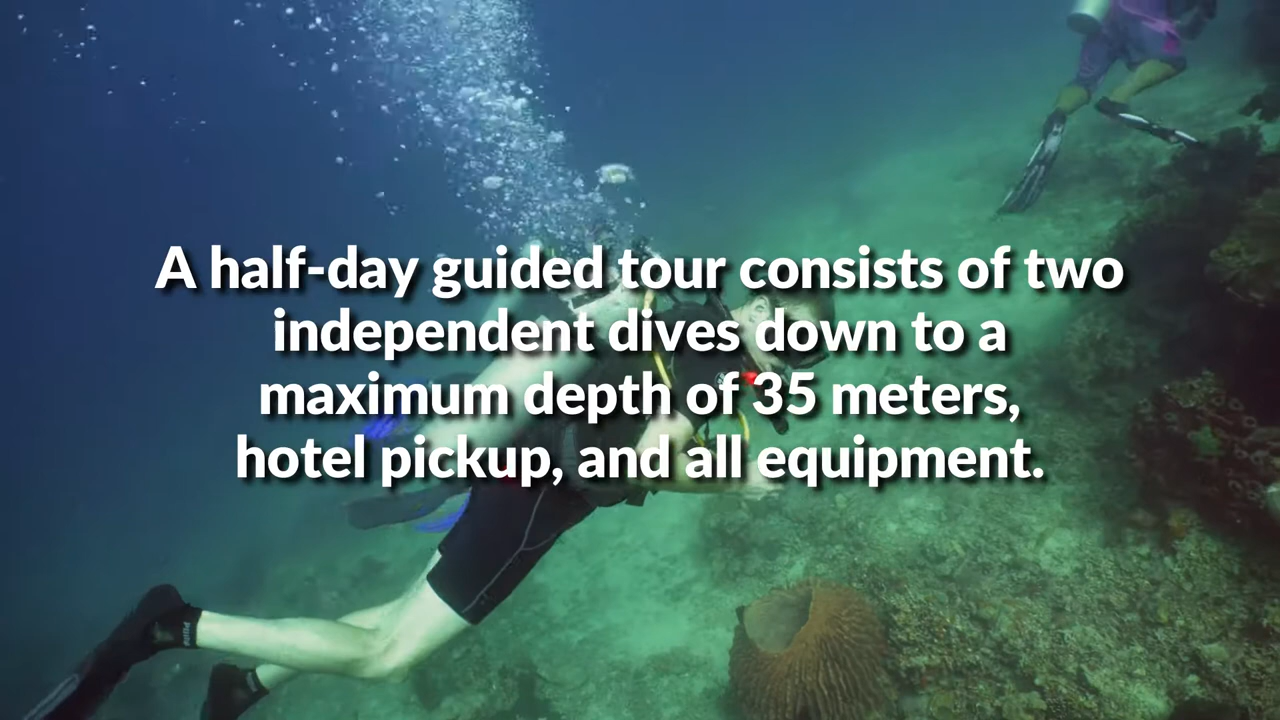 A half-day guided tour consists of two
independent dives down to a
maximum depth of 35 meters,
hotel pickup, and all equipment.